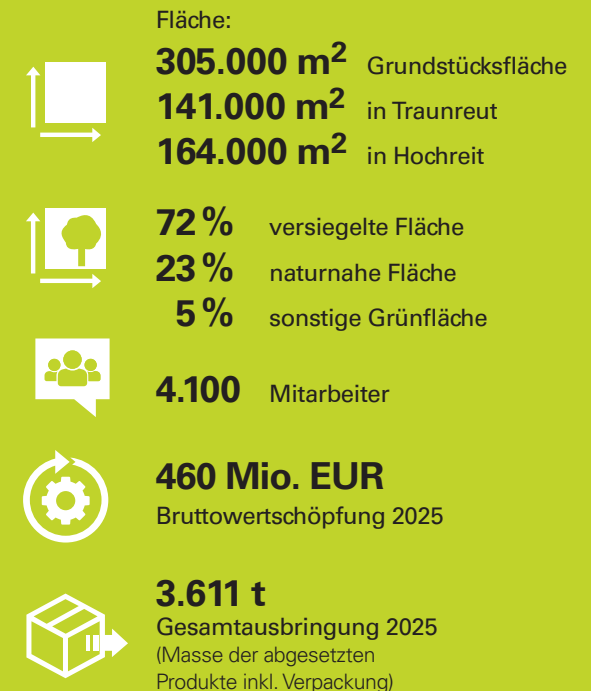 Fläche:
305.000 m² Grundstücksfläche
141.000 m² in Traunreut
164.000 m² in Hochreit
72 % versiegelte Fläche
23 % naturnahe Fläche
5 % sonstige Grünfläche
4.100 Mitarbeiter
460 Mio. EUR
Bruttowertschöpfung 2025
3.611 t
Gesamtausbringung 2025
(Masse der abgesetzten
Produkte inkl. Verpackung)